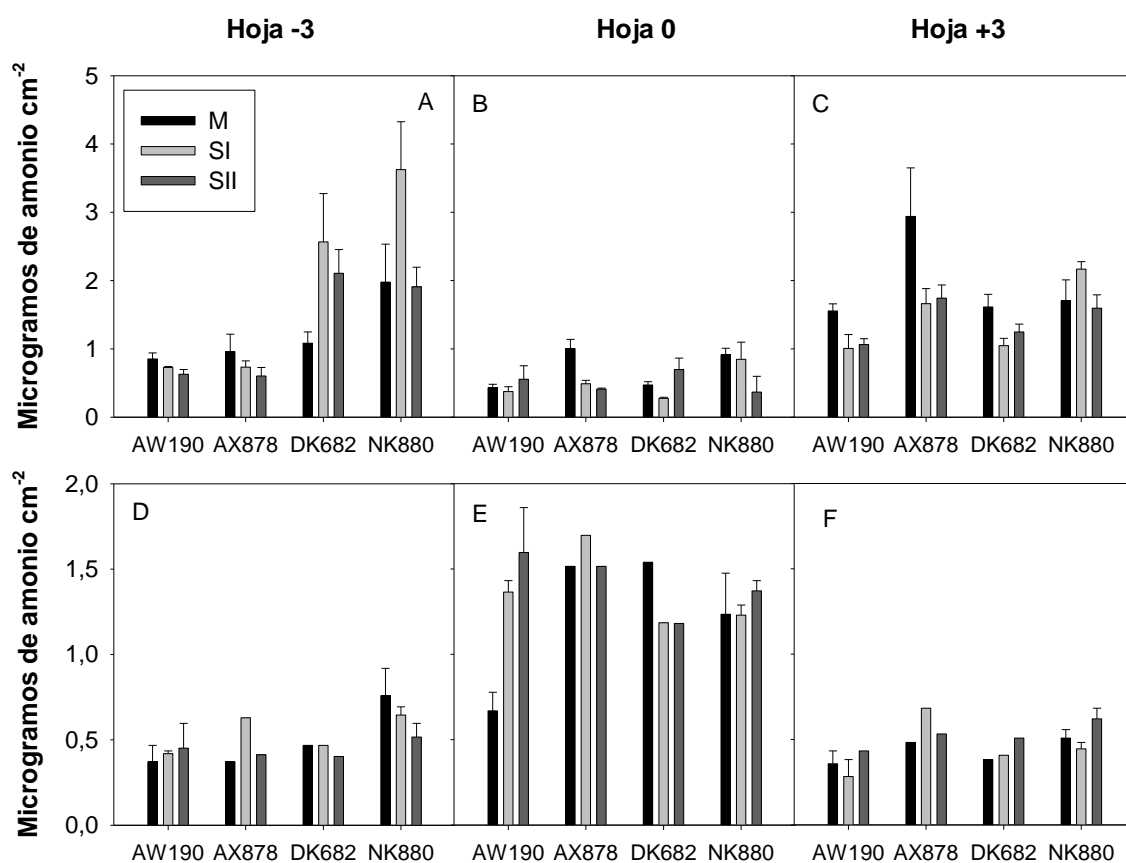 Hoja -3
Hoja 0
Hoja +3
Microgramos de amonio cm-2
5
4
3
2
1
0
M
SI
SII
A
B
C
AW190 AX878 DK682 NK880
AW190 AX878 DK682 NK880
AW190 AX878 DK682 NK880
Microgramos de amonio cm-2
2,0
1,5
1,0
0,5
0,0
D
E
F
AW190 AX878 DK682 NK880
AW190 AX878 DK682 NK880
AW190 AX878 DK682 NK880